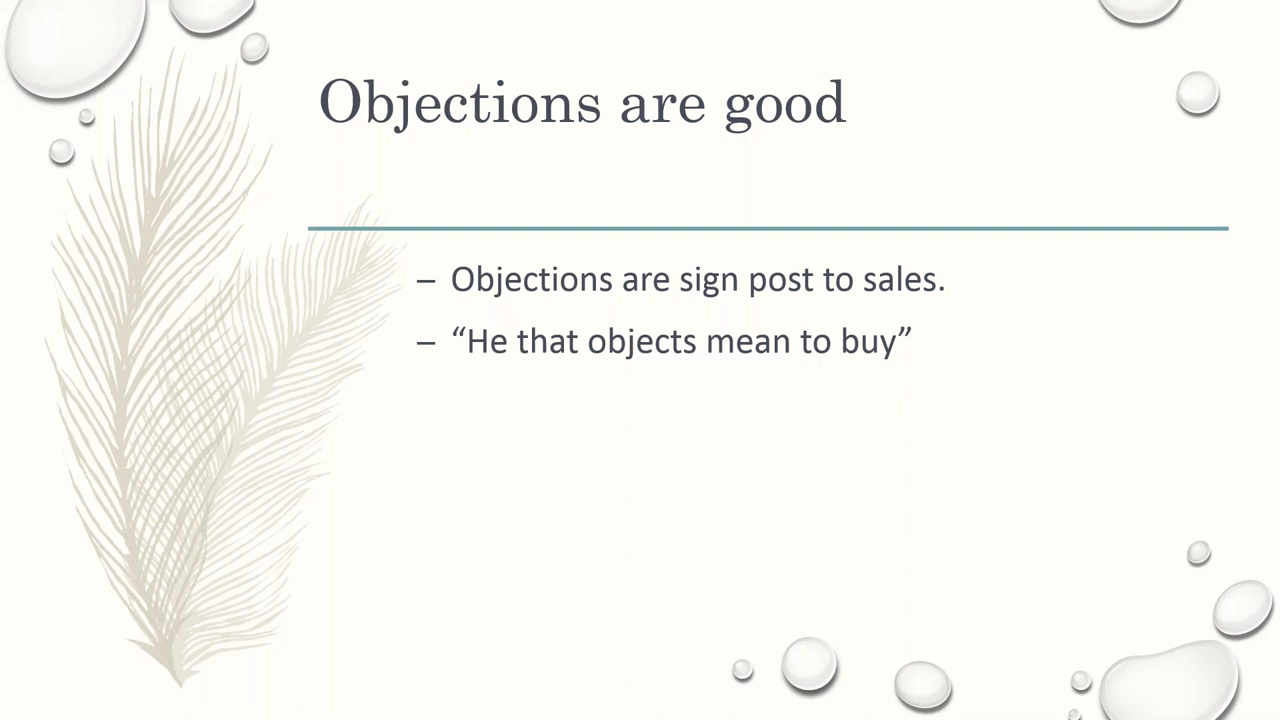 Objections are good
– Objections are sign post to sales.
– “He that objects mean to buy”